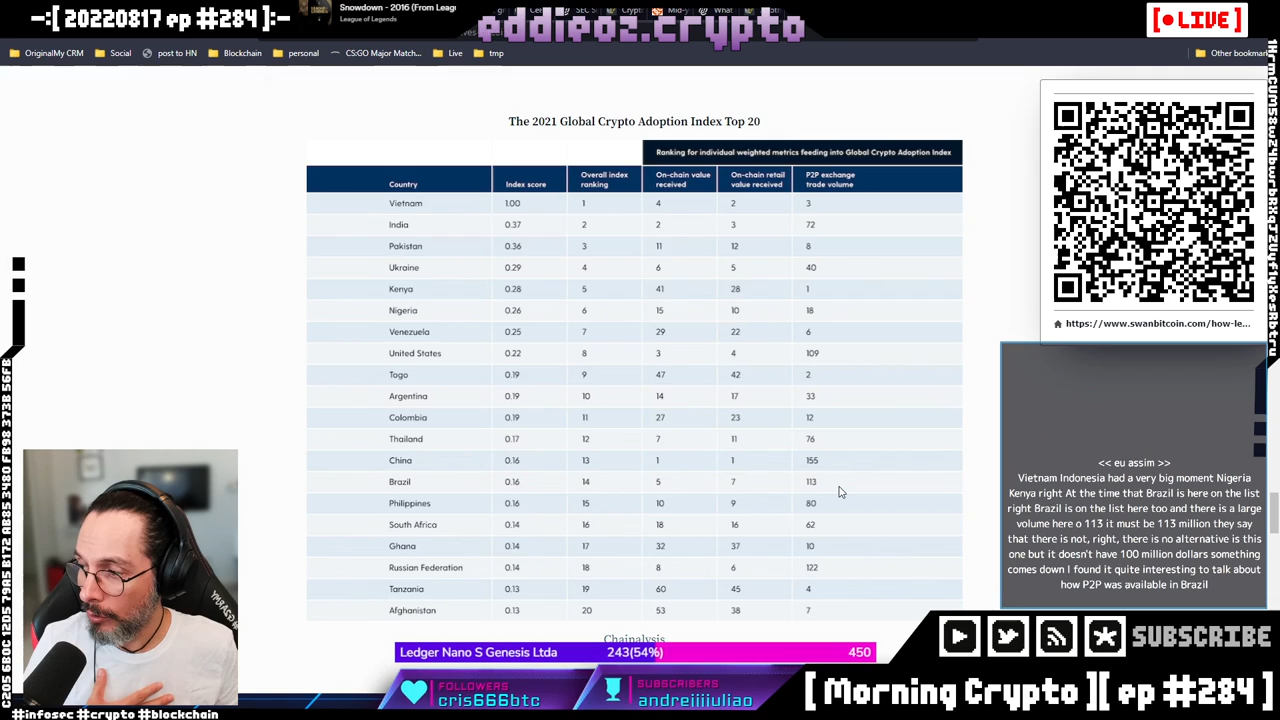 -:[ 20220817 ep #284 ]:-
Snowdown - 2016 (From Leag
League of Legends
eddieoz.crypto
[ LIVE ]
OriginalMy CRM
Social
post to HN
Blockchain
personal
CS:GO Major Match...
Live
tmp
Other bookmar
The 2021 Global Crypto Adoption Index Top 20
Ranking for individual weighted metrics feeding into Global Crypto Adoption Index
Country Index score Overall index ranking On-chain value received On-chain retail value received P2P exchange trade volume
Vietnam 1.00 1 4 2 3
India 0.37 2 2 3 72
Pakistan 0.36 3 11 12 8
Ukraine 0.29 4 6 5 40
Kenya 0.28 5 41 28 1
Nigeria 0.26 6 15 10 18
Venezuela 0.25 7 29 22 6
United States 0.22 8 3 4 109
Togo 0.19 9 47 42 2
Argentina 0.19 10 14 17 33
Colombia 0.19 11 27 23 12
Thailand 0.17 12 7 11 76
China 0.16 13 1 1 155
Brazil 0.16 14 5 7 113
Philippines 0.16 15 10 9 80
South Africa 0.14 16 18 16 62
Ghana 0.14 17 32 37 10
Russian Federation 0.14 18 8 6 122
Tanzania 0.13 19 60 45 4
Afghanistan 0.13 20 53 38 7
Chainalysis
https://www.swanbitcoin.com/how-le...
<< eu assim >>
Vietnam Indonesia had a very big moment Nigeria
Kenya right At the time that Brazil is here on the list
right Brazil is on the list here too and there is a large
volume here o 113 it must be 113 million they say
that there is not, right, there is no alternative is this
one but it doesn't have 100 million dollars something
comes down I found it quite interesting to talk about
how P2P was available in Brazil
Ledger Nano S Genesis Ltda 243(54%) 450
FOLLOWERS
cris666btc
SUBSCRIBERS
andreiiiuliao
SUBSCRIBE
[ Morning Crypto ][ ep #284 ]
#infosec #crypto #blockchain